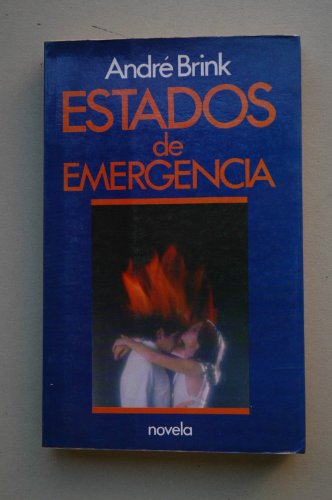 André Brink
ESTADOS
de
EMERGENCIA
novela